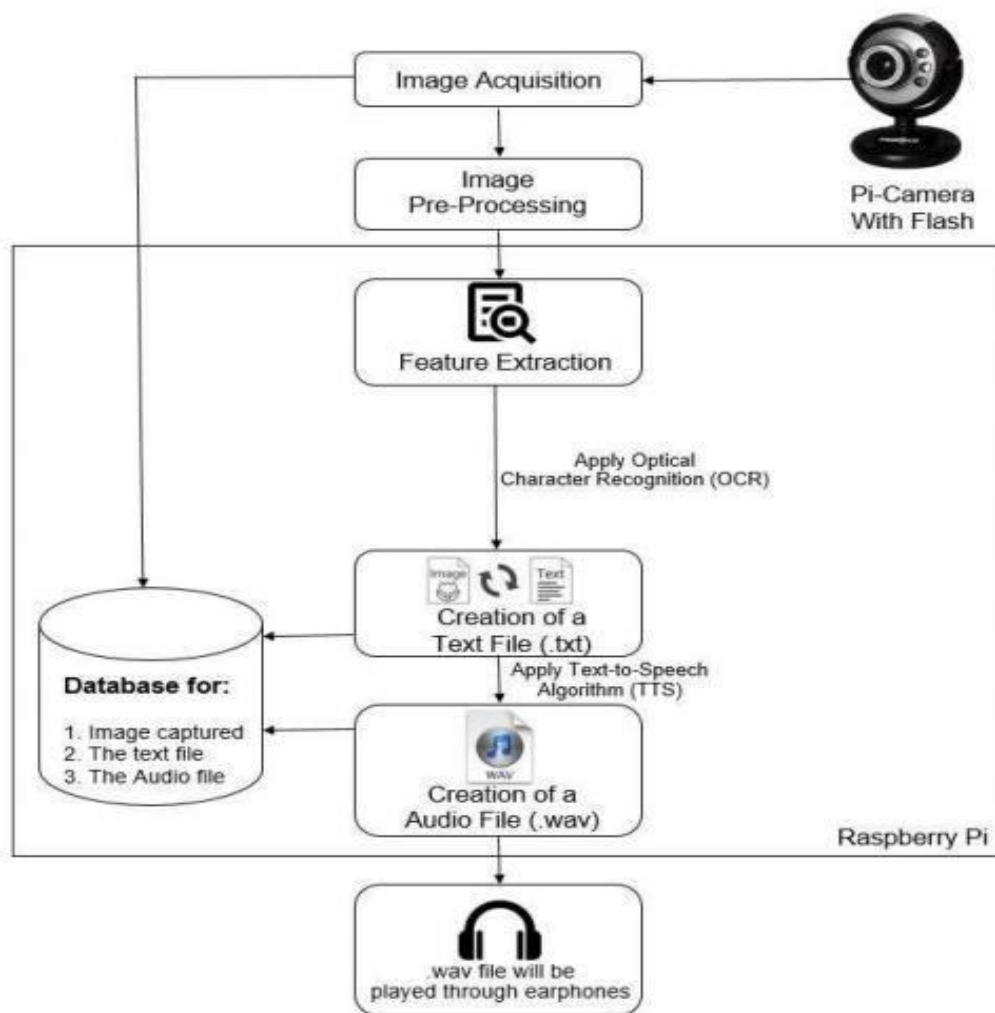 Image Acquisition
Image
Pre-Processing
Pi-Camera
With Flash
Feature Extraction
Apply Optical
Character Recognition (OCR)
Image
Text
Creation of a
Text File (.txt)
Apply Text-to-Speech
Algorithm (TTS)
Database for:
1. Image captured
2. The text file
3. The Audio file
WAV
Creation of a
Audio File (.wav)
Raspberry Pi
.wav file will be
played through earphones